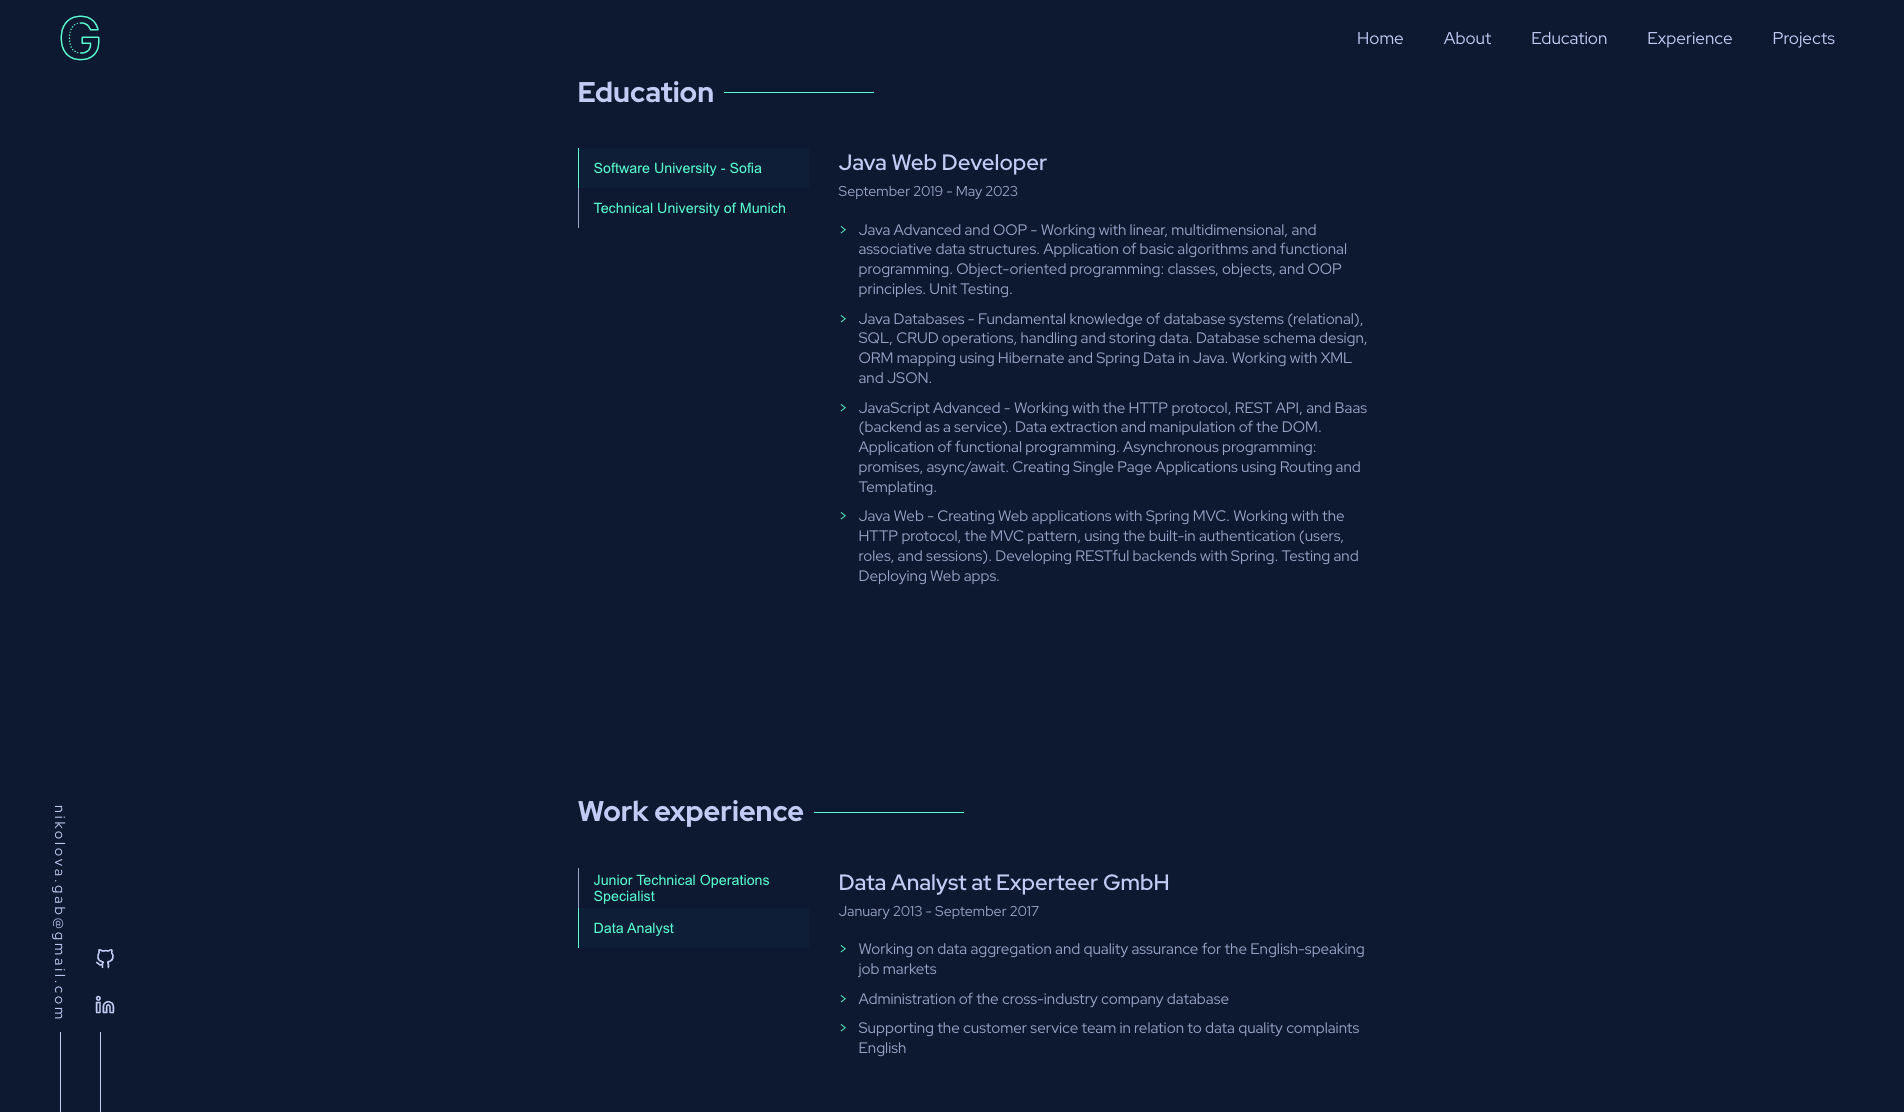 G
Home About Education Experience Projects
Education
Software University - Sofia
Technical University of Munich
Java Web Developer
September 2019 - May 2023
Java Advanced and OOP - Working with linear, multidimensional, and
associative data structures. Application of basic algorithms and functional
programming. Object-oriented programming: classes, objects, and OOP
principles. Unit Testing.
Java Databases - Fundamental knowledge of database systems (relational),
SQL, CRUD operations, handling and storing data. Database schema design,
ORM mapping using Hibernate and Spring Data in Java. Working with XML
and JSON.
JavaScript Advanced - Working with the HTTP protocol, REST API, and Baas
(backend as a service). Data extraction and manipulation of the DOM.
Application of functional programming. Asynchronous programming:
promises, async/await. Creating Single Page Applications using Routing and
Templating.
Java Web - Creating Web applications with Spring MVC. Working with the
HTTP protocol, the MVC pattern, using the built-in authentication (users,
roles, and sessions). Developing RESTful backends with Spring. Testing and
Deploying Web apps.
Work experience
Junior Technical Operations
Specialist
Data Analyst
Data Analyst at Experteer GmbH
January 2013 - September 2017
Working on data aggregation and quality assurance for the English-speaking
job markets
Administration of the cross-industry company database
Supporting the customer service team in relation to data quality complaints
English
nikolova.gab@gmail.com
in